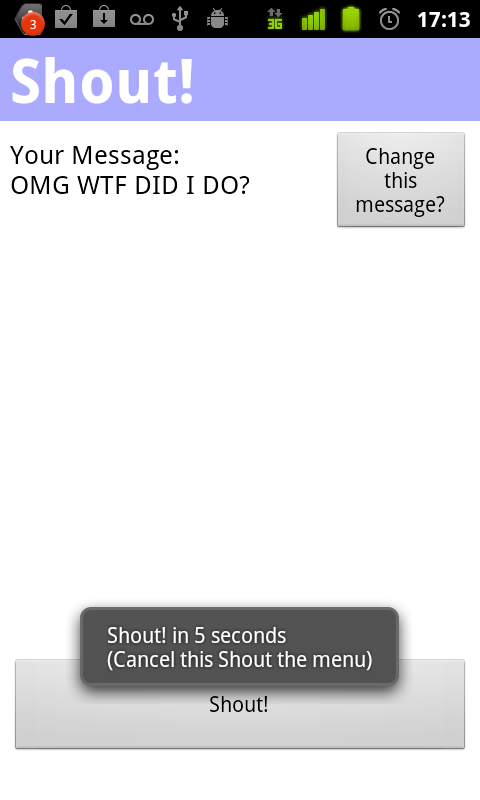 3
3G
17:13
Shout!
Your Message:
OMG WTF DID I DO?
Change
this
message?
Shout! in 5 seconds
(Cancel this Shout the menu)
Shout!